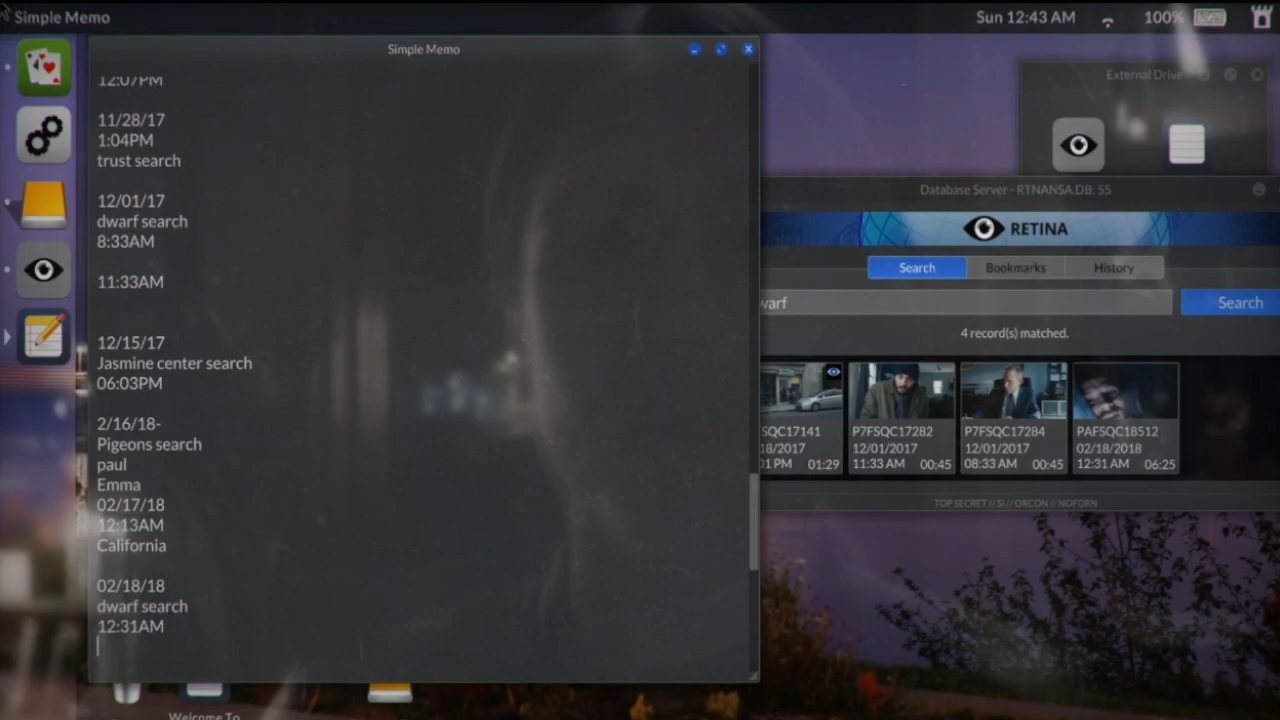 Simple Memo
Sun 12:43 AM
100%
Simple Memo
12:07PM
11/28/17
1:04PM
trust search
12/01/17
dwarf search
8:33AM
11:33AM
12/15/17
Jasmine center search
06:03PM
2/16/18-
Pigeons search
paul
Emma
02/17/18
12:13AM
California
02/18/18
dwarf search
12:31AM
External Drive
Database Server - RTNANSA.DB: 55
RETINA
Search
Bookmarks
History
warf
Search
4 record(s) matched.
SQC17141
18/2017
01 PM
01:29
P7FSQC17282
12/01/2017
11:33 AM
00:45
P7FSQC17284
12/01/2017
08:33 AM
00:45
PAFSQC18512
02/18/2018
12:31 AM
06:25
TOP SECRET // SI // ORCON // NOFORN
Welcome To